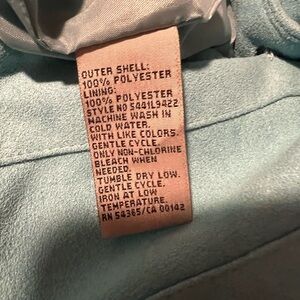 OUTER SHELL:
100% POLYESTER
LINING:
100% POLYESTER
STYLE NO S441L9422
MACHINE WASH IN
COLD WATER,
WITH LIKE COLORS.
GENTLE CYCLE.
ONLY NON-CHLORINE
BLEACH WHEN
NEEDED.
TUMBLE DRY LOW.
GENTLE CYCLE.
IRON AT LOW
TEMPERATURE.
RN 54365/CA 00142